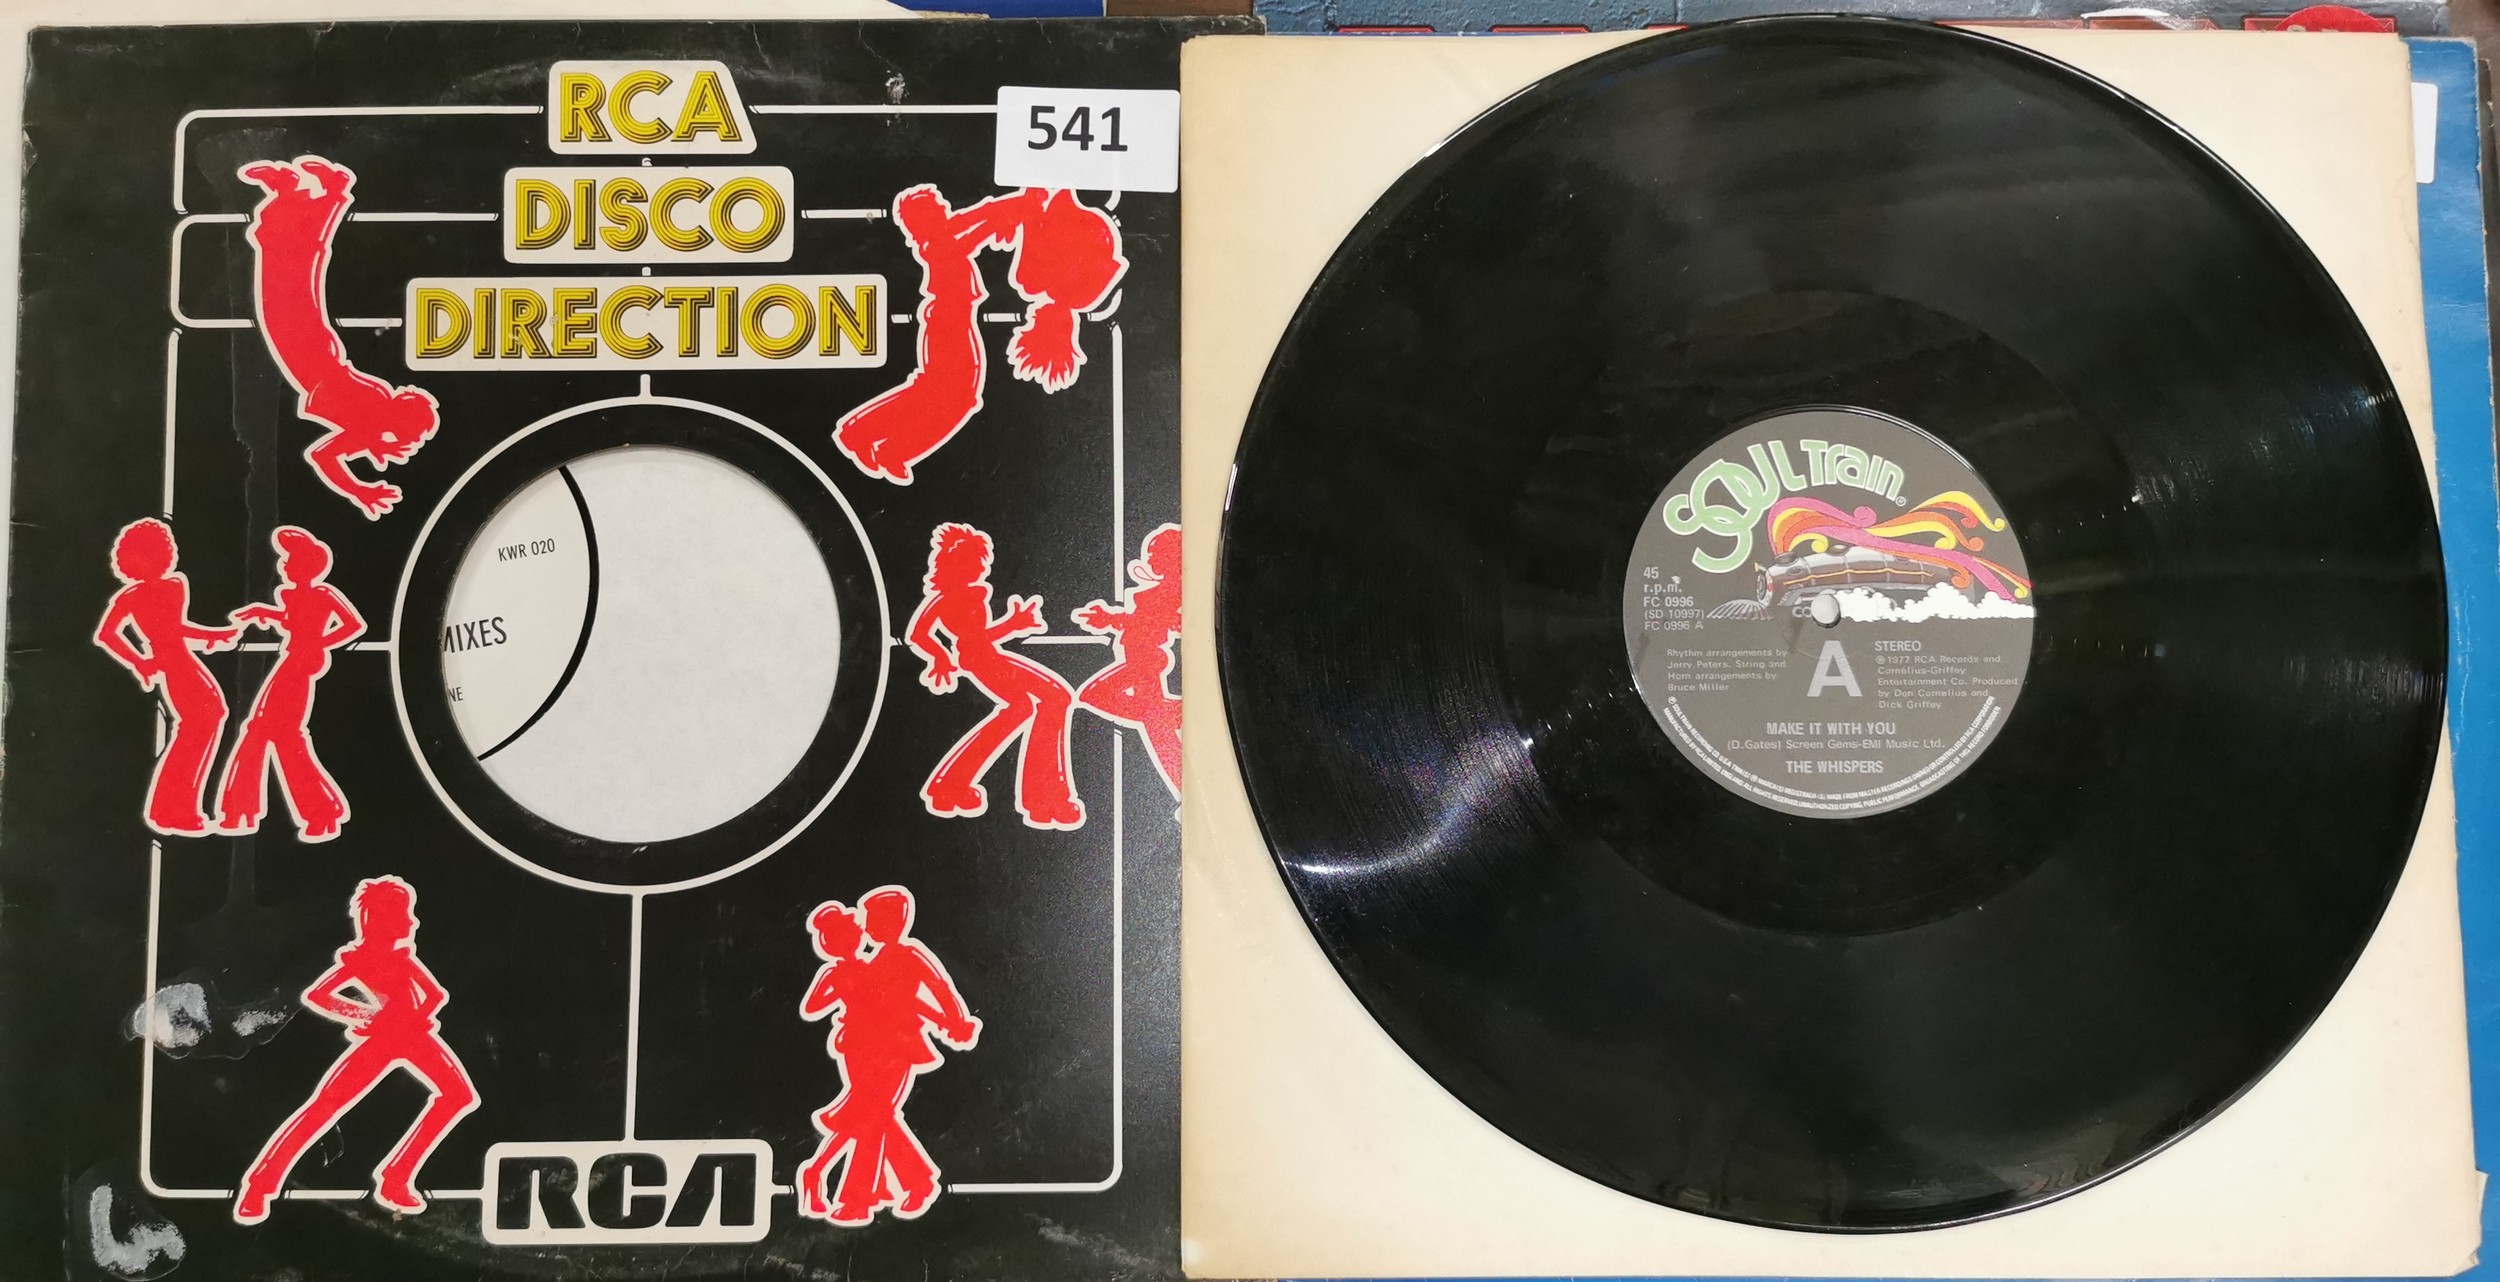 RCA
DISCO
DIRECTION
541
KWR 020
MIXES
NE
RCA
SOUL Train
45
r.p.m.
FC 0996
(SD 10997)
FC 0996 A
Rhythm arrangements by
Jerry Peters. String and
Horn arrangements by
Bruce Miller
A
STEREO
℗ 1977 RCA Records and
Cornelius-Griffey
Entertainment Co. Produced
by Don Cornelius and
Dick Griffey
MAKE IT WITH YOU
(D.Gates) Screen Gems-EMI Music Ltd.
THE WHISPERS